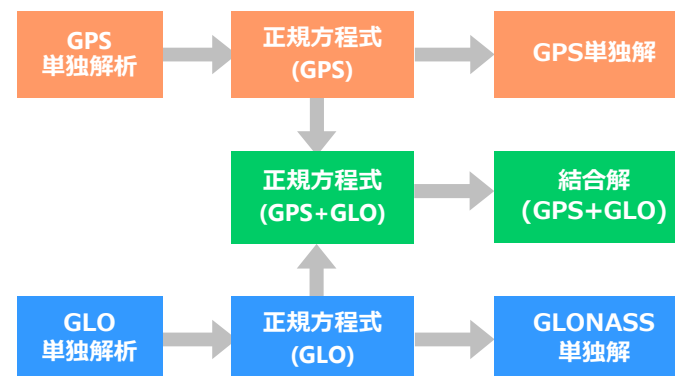 GPS
単独解析
正規方程式
(GPS)
GPS単独解
正規方程式
(GPS+GLO)
結合解
(GPS+GLO)
GLO
単独解析
正規方程式
(GLO)
GLONASS
単独解